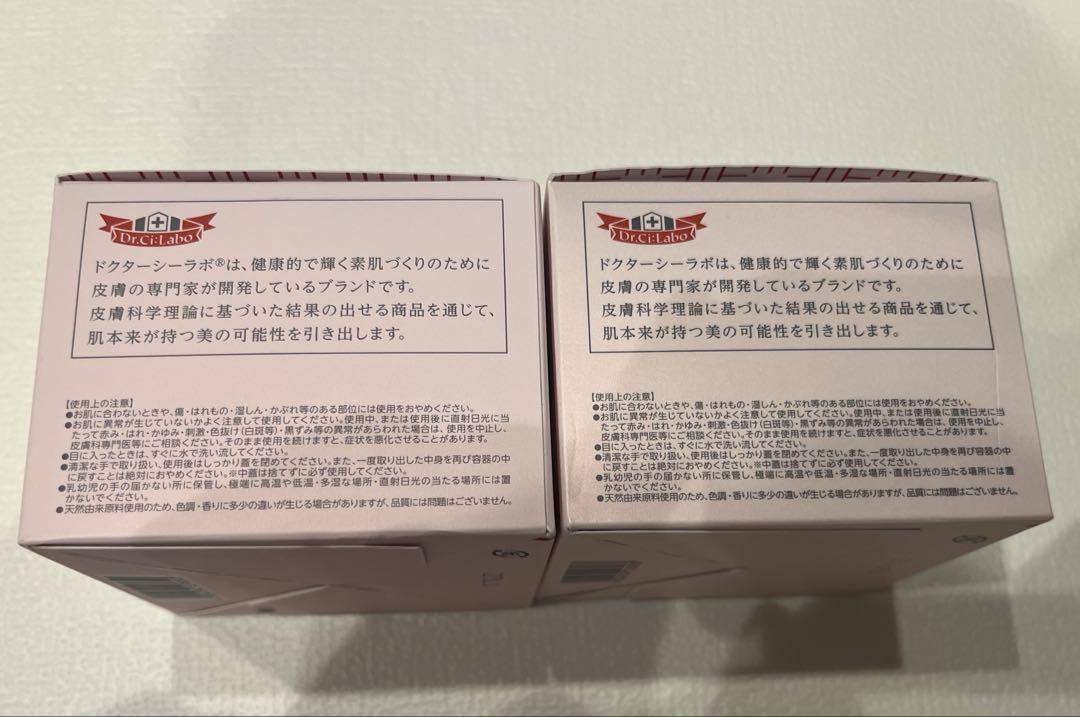 Dr.Ci:Labo
ドクターシーラボ®は、健康的で輝く素肌づくりのために
皮膚の専門家が開発しているブランドです。
皮膚科学理論に基づいた結果の出せる商品を通じて、
肌本来が持つ美の可能性を引き出します。
【使用上の注意】
●お肌に合わないときや、傷・はれもの・湿しん・かぶれ等のある部位には使用をおやめください。
●お肌に異常が生じていないかよく注意して使用してください。使用中、または使用後に直射日光に当
たって赤み・はれ・かゆみ・刺激・色抜け(白斑等)・黒ずみ等の異常があらわれた場合は、使用を中止し、
皮膚科専門医等にご相談ください。そのまま使用を続けますと、症状を悪化させることがあります。
●目に入ったときは、すぐに水で洗い流してください。
●清潔な手で取り扱い、使用後はしっかり蓋を閉めてください。また、一度取り出した中身を再び容器の中
に戻すことは絶対におやめください。※中蓋は捨てずに必ず使用してください。
●乳幼児の手の届かない所に保管し、極端に高温や低温・多湿な場所・直射日光の当たる場所には置
かないでください。
●天然由来原料使用のため、色調・香りに多少の違いが生じる場合がありますが、品質には問題はございません。
Dr.Ci:Labo
ドクターシーラボは、健康的で輝く素肌づくりのために
皮膚の専門家が開発しているブランドです。
皮膚科学理論に基づいた結果の出せる商品を通じて、
肌本来が持つ美の可能性を引き出します。
【使用上の注意】
●お肌に合わないときや、傷・はれもの・湿しん・かぶれ等のある部位には使用をおやめください。
●お肌に異常が生じていないかよく注意して使用してください。使用中、または使用後に直射日光に当
たって赤み・はれ・かゆみ・刺激・色抜け(白斑等)・黒ずみ等の異常があらわれた場合は、使用を中止し、
皮膚科専門医等にご相談ください。そのまま使用を続けますと、症状を悪化させることがあります。
●目に入ったときは、すぐに水で洗い流してください。
●清潔な手で取り扱い、使用後はしっかり蓋を閉めてください。また、一度取り出した中身を再び容器の中
に戻すことは絶対におやめください。※中蓋は捨てずに必ず使用してください。
●乳幼児の手の届かない所に保管し、極端に高温や低温・多湿な場所・直射日光の当たる場所には置
かないでください。
●天然由来原料使用のため、色調・香りに多少の違いが生じる場合がありますが、品質には問題はございません。